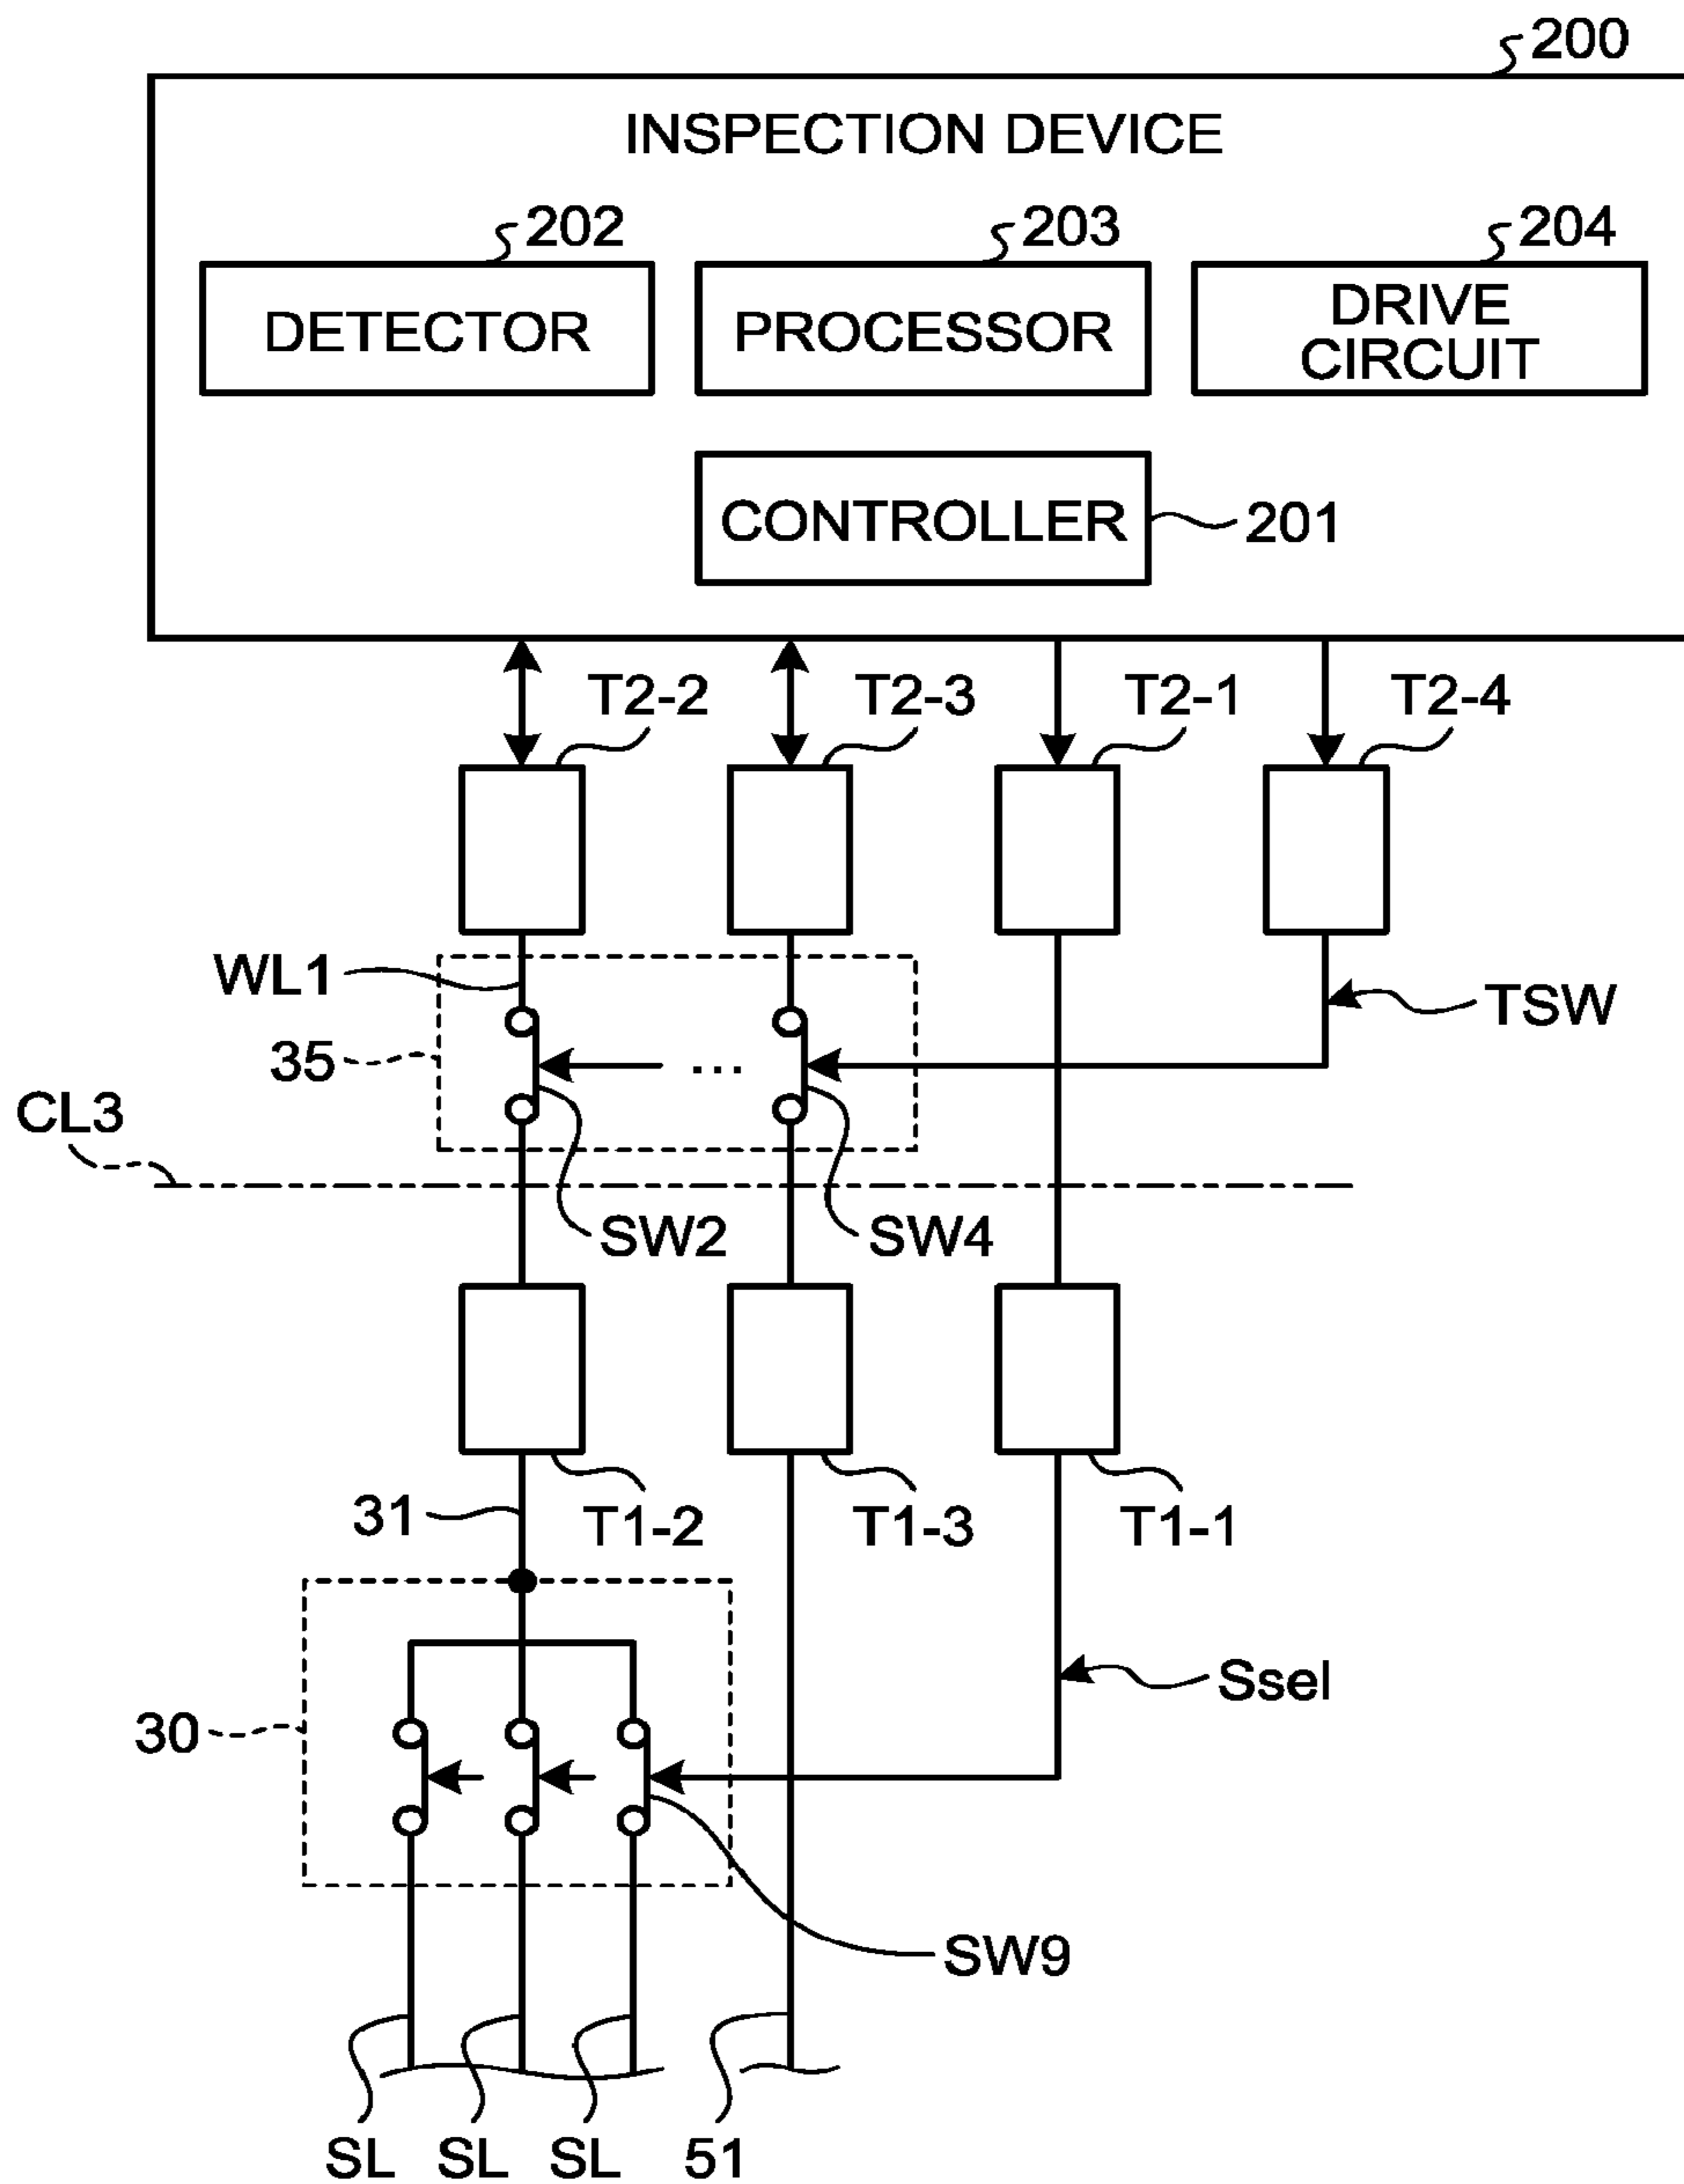 200
INSPECTION DEVICE
202
203
204
DETECTOR
PROCESSOR
DRIVE
CIRCUIT
CONTROLLER
201
T2-2
T2-3
T2-1
T2-4
WL1
TSW
35
...
CL3
SW2
SW4
31
T1-2
T1-3
T1-1
Ssel
30
SW9
SL
SL
SL
51